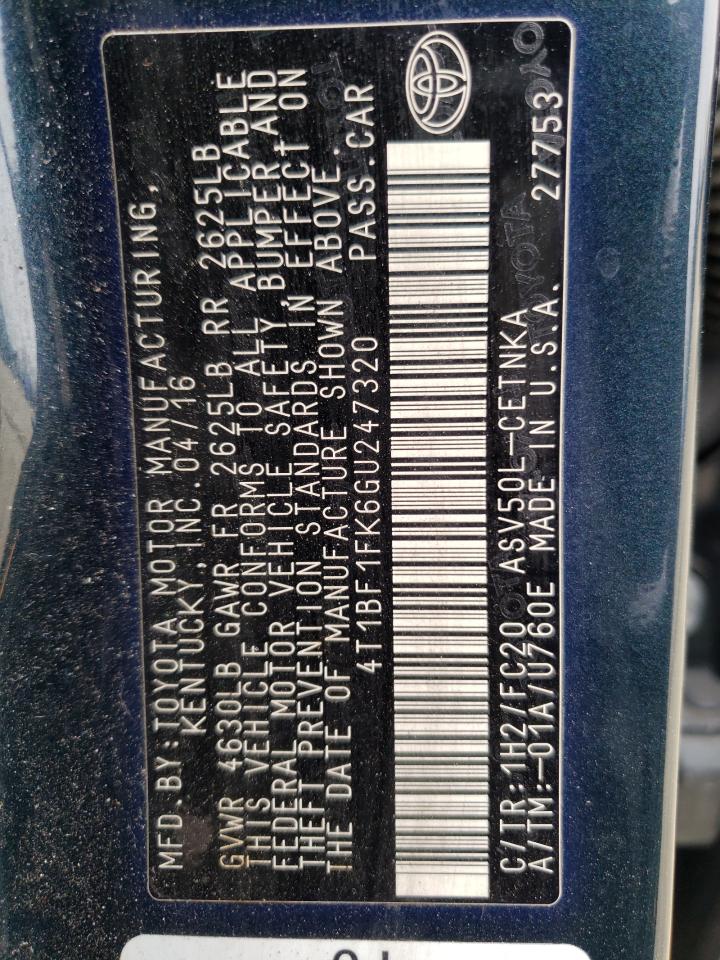 MFD.BY:TOYOTA MOTOR MANUFACTURING,
KENTUCKY,INC.04/16
GVWR 4630LB GAWR FR 2625LB RR 2625LB
THIS VEHICLE CONFORMS TO ALL APPLICABLE
FEDERAL MOTOR VEHICLE SAFETY,BUMPER,AND
THEFT PREVENTION STANDARDS IN EFFECT ON
THE DATE OF MANUFACTURE SHOWN ABOVE.
4T1BF1FK6GU247320 PASS.CAR
C/TR:1H2/FC20 ASV50L-CETNKA
A/TM:-01A/U760E MADE IN U.S.A. 27753